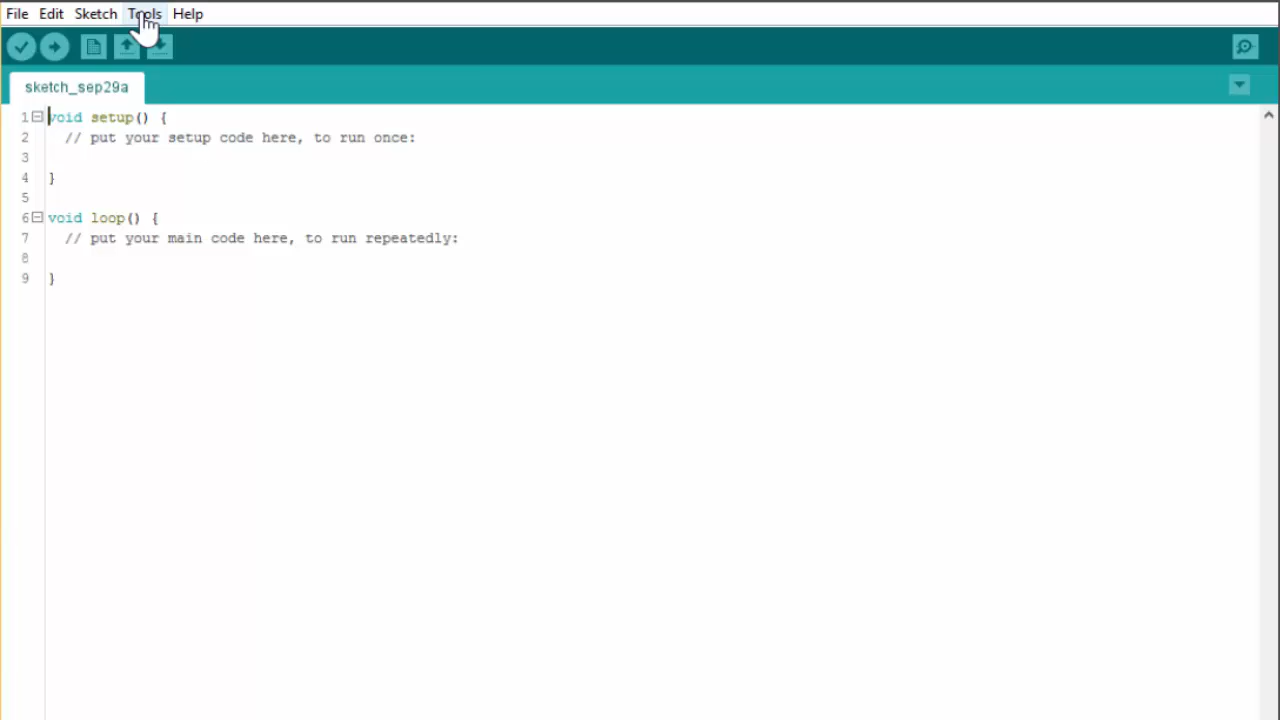 File Edit Sketch Tools Help
sketch_sep29a
1 void setup() {
2 // put your setup code here, to run once:
3
4 }
5
6 void loop() {
7 // put your main code here, to run repeatedly:
8
9 }